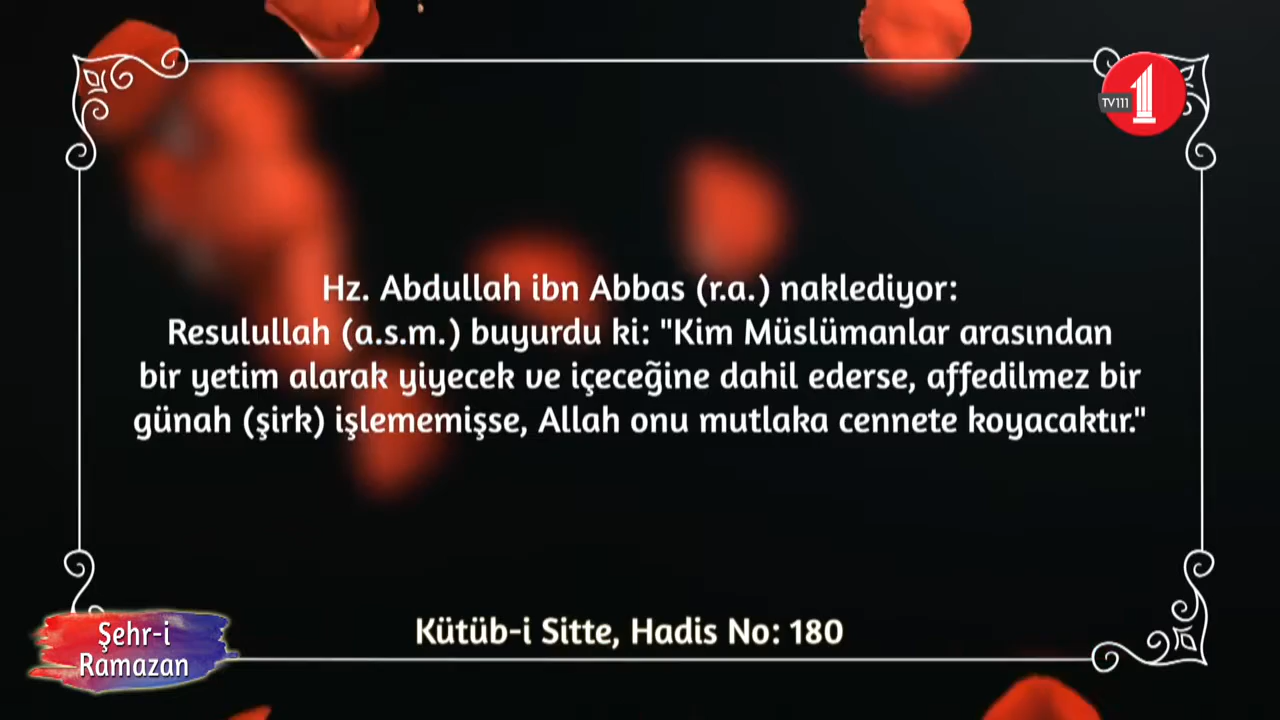 TV111
1
Hz. Abdullah ibn Abbas (r.a.) naklediyor:
Resulullah (a.s.m.) buyurdu ki: "Kim Müslümanlar arasından
bir yetim alarak yiyecek ve içeceğine dahil ederse, affedilmez bir
günah (şirk) işlememişse, Allah onu mutlaka cennete koyacaktır."
Kütüb-i Sitte, Hadis No: 180
Şehr-i
Ramazan